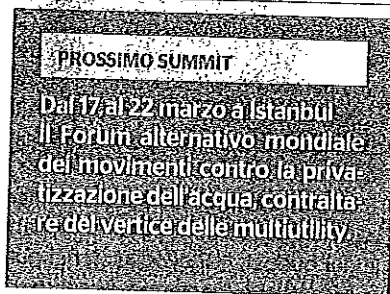 PROSSIMO SUMMIT
Dal 17 al 22 marzo a Istanbul
il Forum alternativo mondiale
dei movimenti contro la priva-
tizzazione dell'acqua, contralta-
re del vertice delle multiutility.